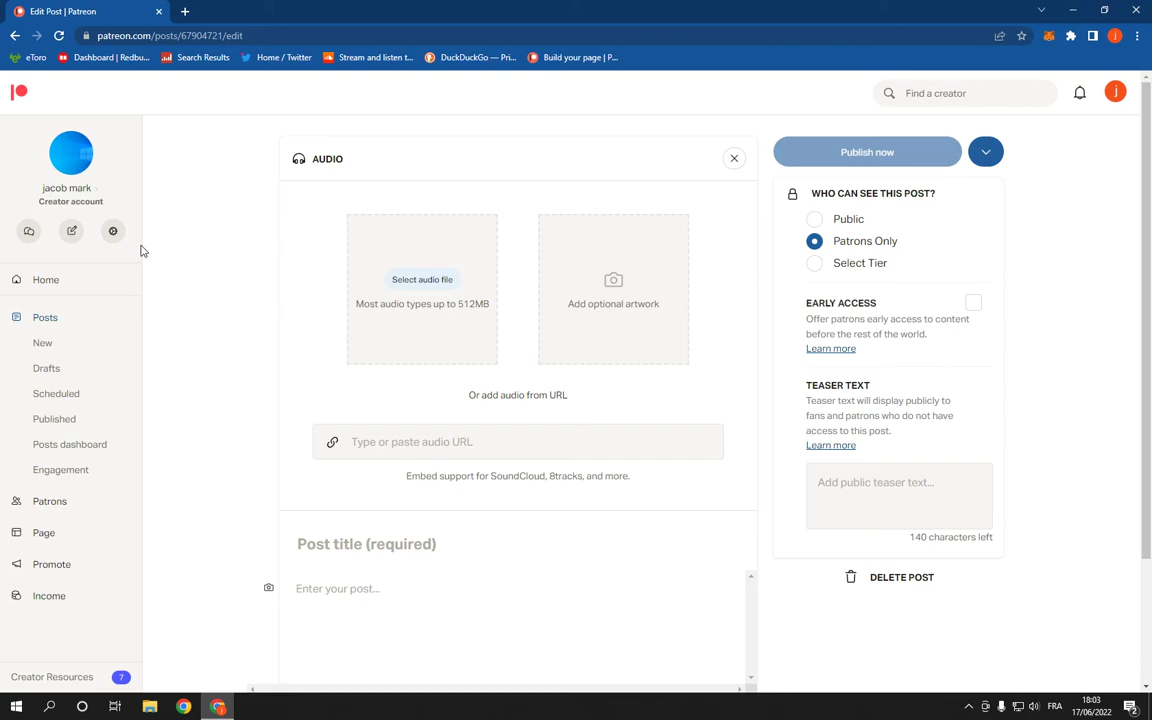 Edit Post | Patreon
patreon.com/posts/67904721/edit
eToro
Dashboard | Redbu...
Search Results
Home / Twitter
Stream and listen t...
DuckDuckGo — Pri...
Build your page | P...
Find a creator
j
jacob mark
Creator account
Home
Posts
New
Drafts
Scheduled
Published
Posts dashboard
Engagement
Patrons
Page
Promote
Income
Creator Resources
7
AUDIO
Select audio file
Most audio types up to 512MB
Add optional artwork
Or add audio from URL
Type or paste audio URL
Embed support for SoundCloud, 8tracks, and more.
Post title (required)
Enter your post...
Publish now
WHO CAN SEE THIS POST?
Public
Patrons Only
Select Tier
EARLY ACCESS
Offer patrons early access to content
before the rest of the world.
Learn more
TEASER TEXT
Teaser text will display publicly to
fans and patrons who do not have
access to this post.
Learn more
Add public teaser text...
140 characters left
DELETE POST
FRA
18:03
17/06/2022
2